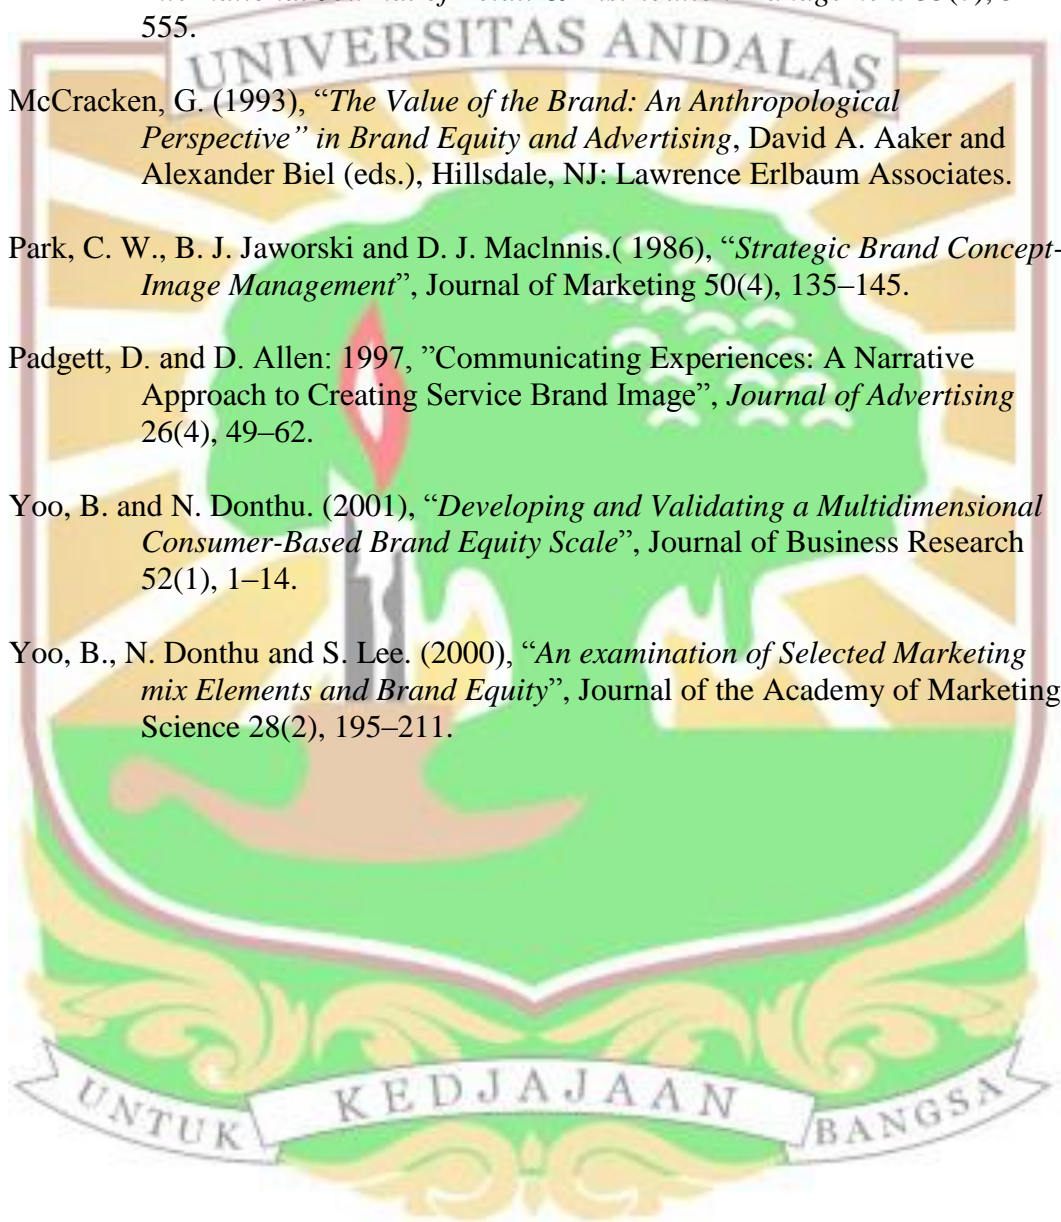 555.
UNIVERSITAS ANDALAS
McCracken, G. (1993), “The Value of the Brand: An Anthropological
Perspective” in Brand Equity and Advertising, David A. Aaker and
Alexander Biel (eds.), Hillsdale, NJ: Lawrence Erlbaum Associates.
Park, C. W., B. J. Jaworski and D. J. Maclnnis.( 1986), “Strategic Brand Concept-
Image Management”, Journal of Marketing 50(4), 135–145.
Padgett, D. and D. Allen: 1997, ”Communicating Experiences: A Narrative
Approach to Creating Service Brand Image”, Journal of Advertising
26(4), 49–62.
Yoo, B. and N. Donthu. (2001), “Developing and Validating a Multidimensional
Consumer-Based Brand Equity Scale”, Journal of Business Research
52(1), 1–14.
Yoo, B., N. Donthu and S. Lee. (2000), “An examination of Selected Marketing
mix Elements and Brand Equity”, Journal of the Academy of Marketing
Science 28(2), 195–211.
UNTUK KEDJAJAAN BANGSA